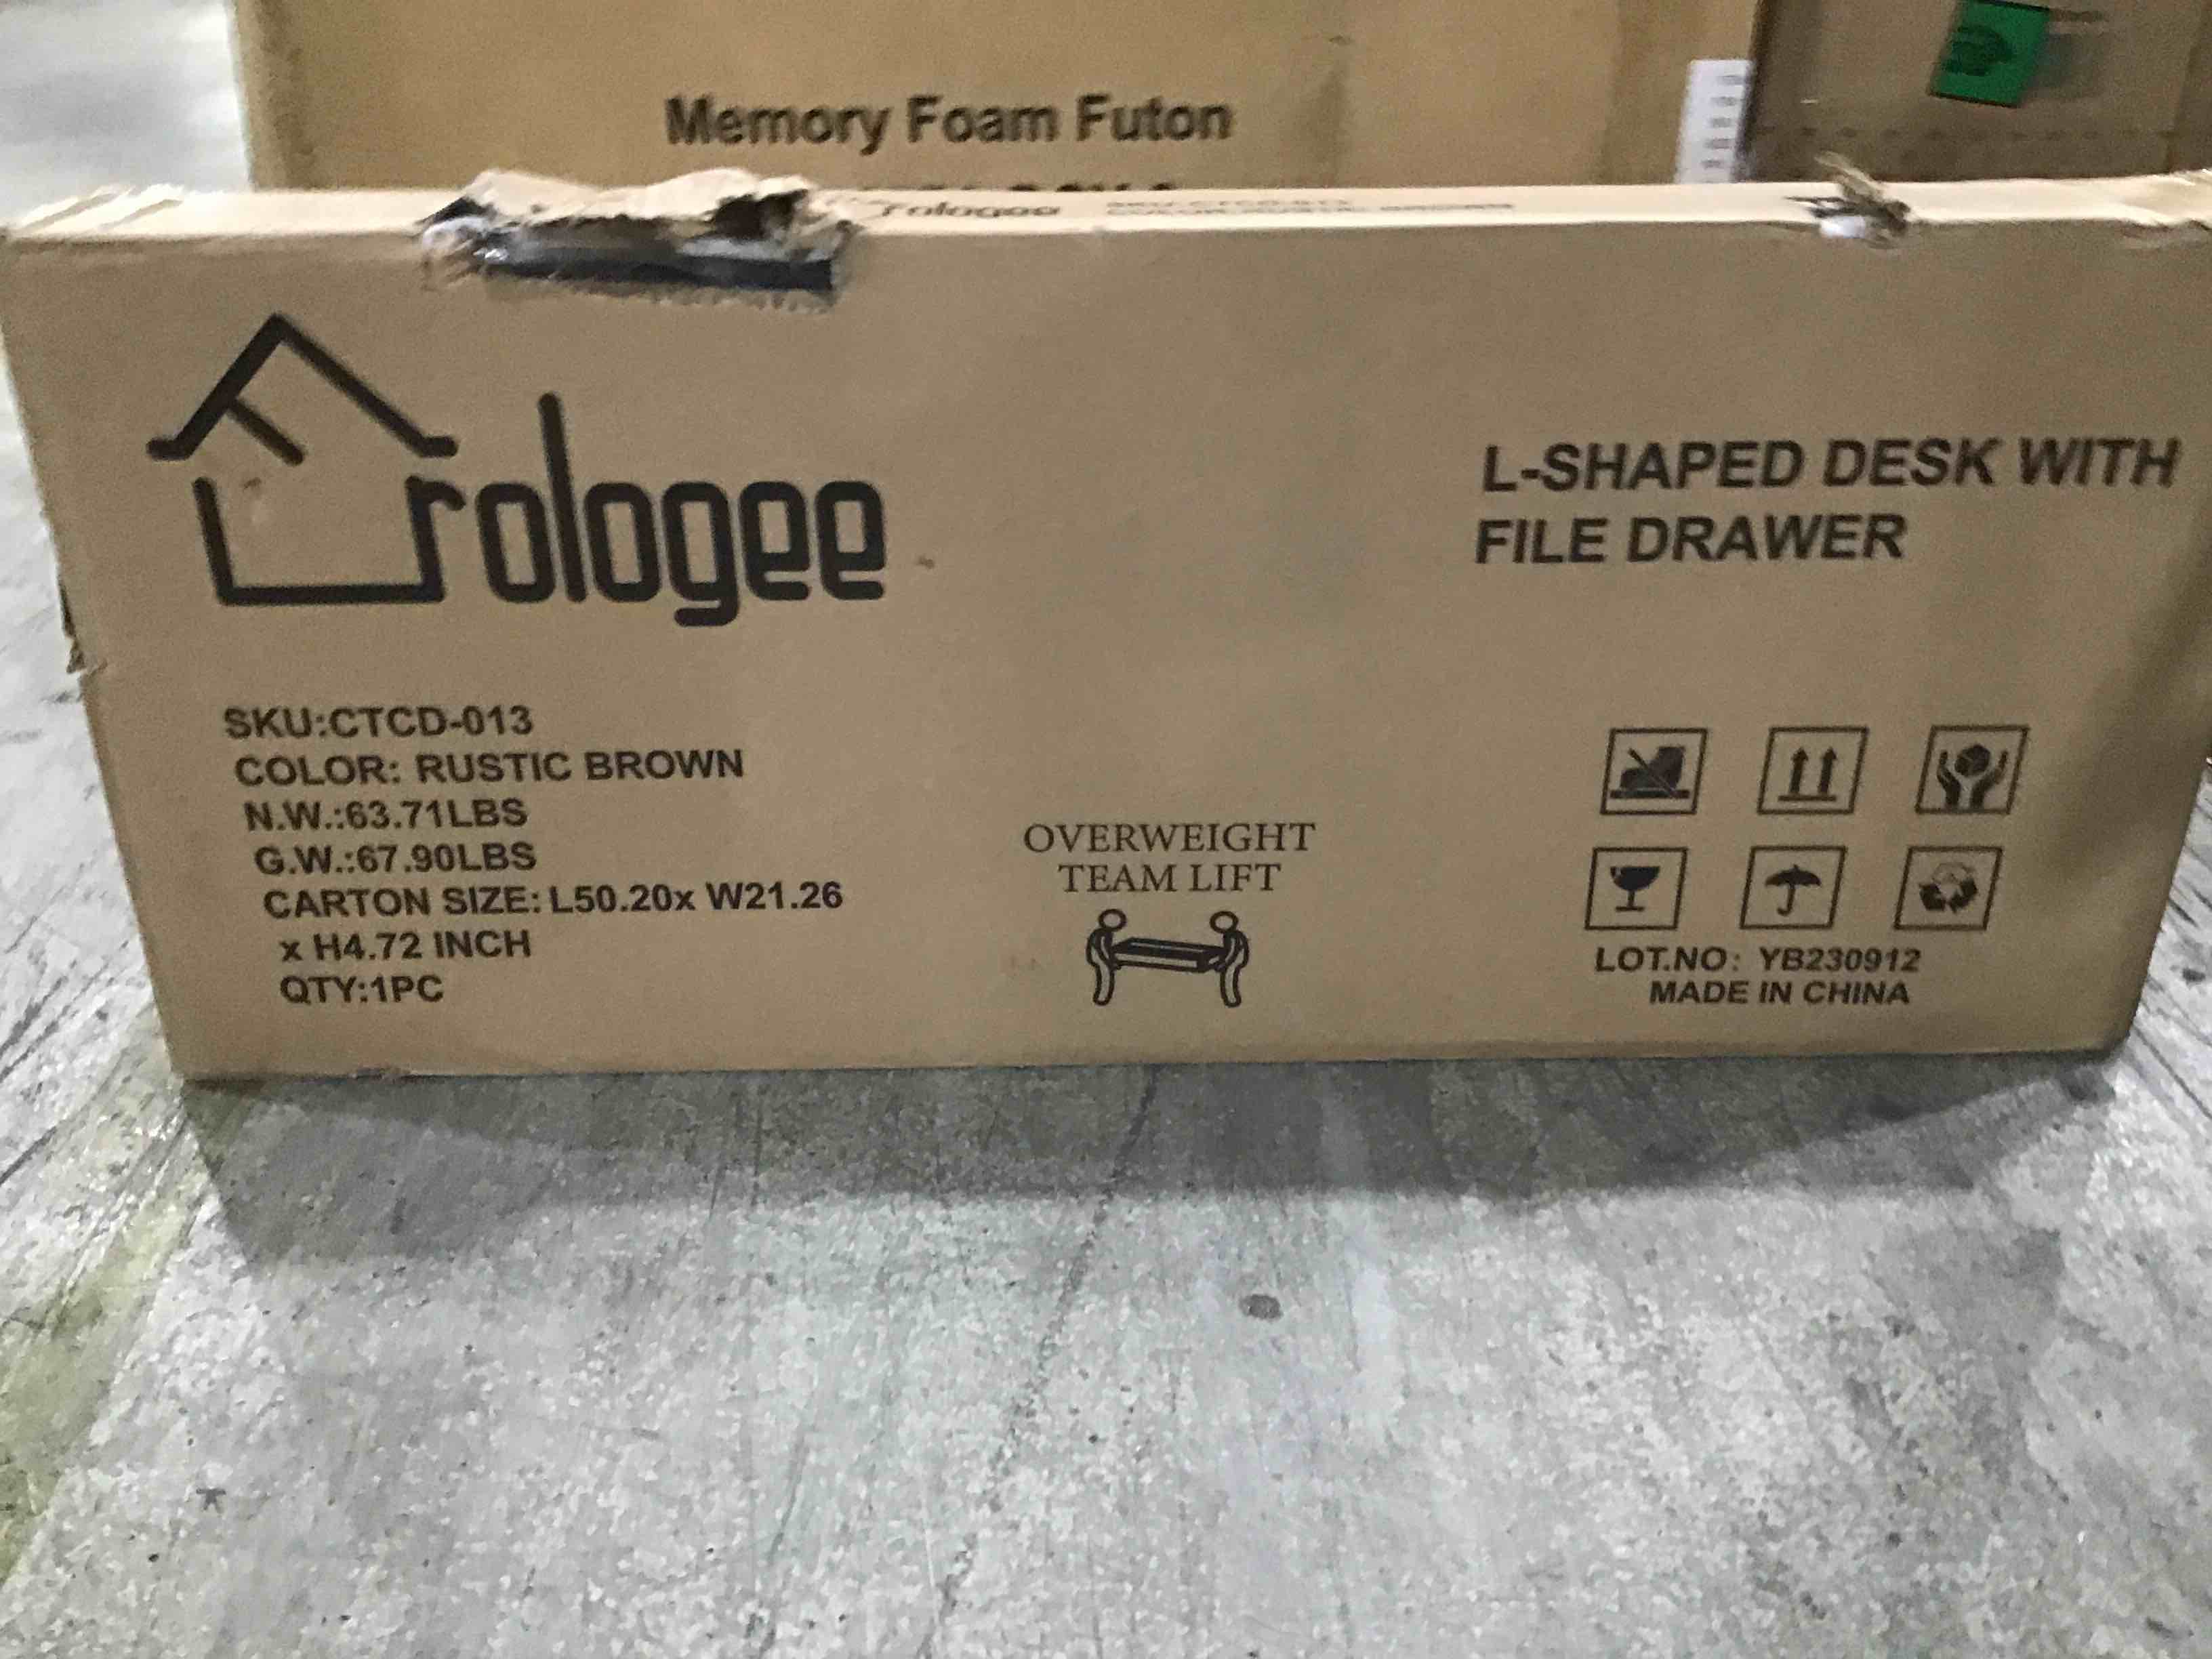 Memory Foam Futon
rologee
rologee
L-SHAPED DESK WITH
FILE DRAWER
SKU:CTCD-013
COLOR: RUSTIC BROWN
N.W.:63.71LBS
G.W.:67.90LBS
CARTON SIZE: L50.20x W21.26
x H4.72 INCH
QTY:1PC
OVERWEIGHT
TEAM LIFT
LOT.NO: YB230912
MADE IN CHINA